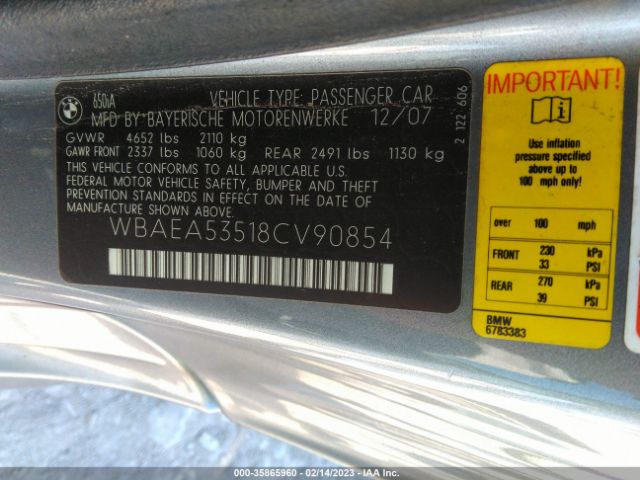 BMW
650iA
VEHICLE TYPE: PASSENGER CAR
MFD BY: BAYERISCHE MOTORENWERKE 12/07
GVWR 4652 lbs 2110 kg
GAWR FRONT 2337 lbs 1060 kg REAR 2491 lbs 1130 kg
THIS VEHICLE CONFORMS TO ALL APPLICABLE U.S.
FEDERAL MOTOR VEHICLE SAFETY, BUMPER AND THEFT
PREVENTION STANDARDS IN EFFECT ON THE DATE OF
MANUFACTURE SHOWN ABOVE.
WBAEA53518CV90854
2 122 606
IMPORTANT!
Use inflation
pressure specified
above up to
100 mph only!
over 100 mph
FRONT 230 kPa
33 PSI
REAR 270 kPa
39 PSI
BMW
6783383
000-35865960 - 02/14/2023 - IAA Inc.